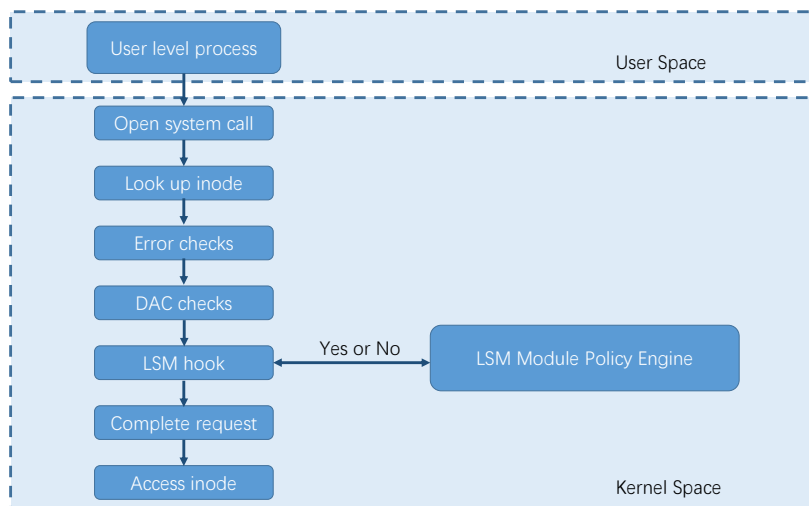 User level process
User Space
Open system call
Look up inode
Error checks
DAC checks
LSM hook
Yes or No
LSM Module Policy Engine
Complete request
Access inode
Kernel Space